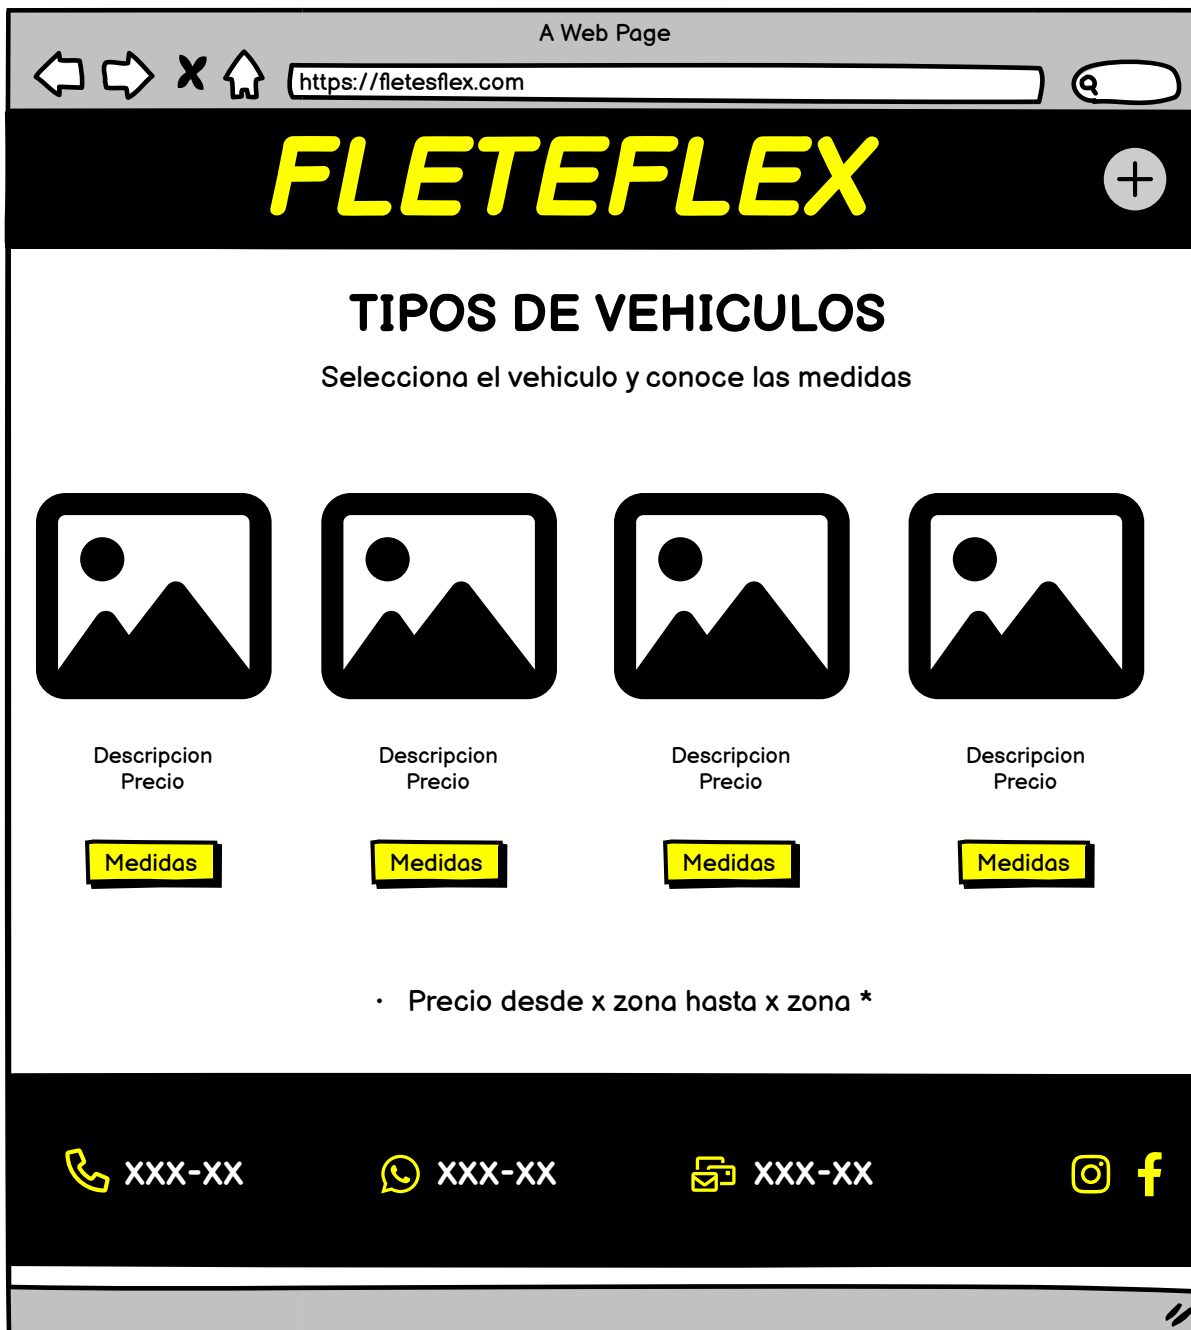 A Web Page
https://fletesflex.com
FLETEFLEX
TIPOS DE VEHICULOS
Selecciona el vehiculo y conoce las medidas
Descripcion
Precio
Descripcion
Precio
Descripcion
Precio
Descripcion
Precio
Medidas
Medidas
Medidas
Medidas
· Precio desde x zona hasta x zona *
XXX-XX
XXX-XX
XXX-XX